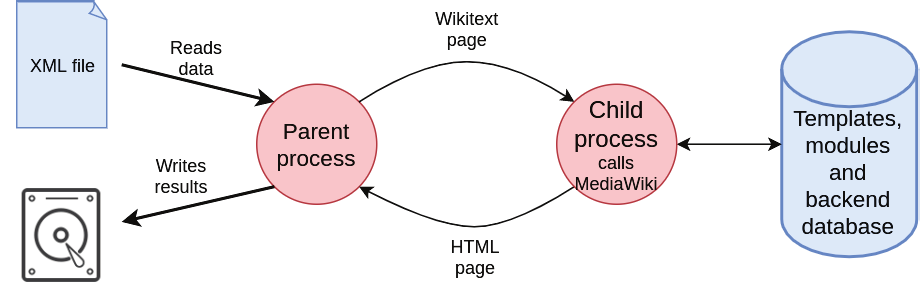 XML file
Reads
data
Wikitext
page
Parent
process
Child
process
calls
MediaWiki
Templates,
modules
and
backend
database
Writes
results
HTML
page